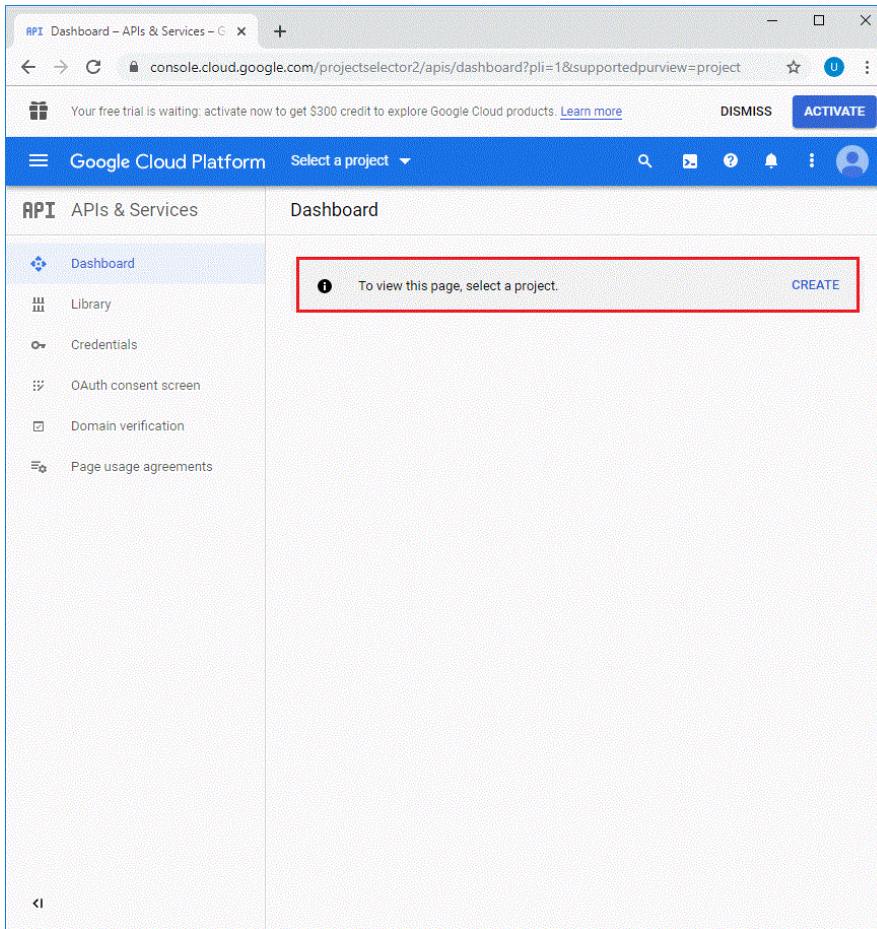 API Dashboard – APIs & Services – G
console.cloud.google.com/projectselector2/apis/dashboard?pli=1&supportedpurview=project
U
Your free trial is waiting: activate now to get $300 credit to explore Google Cloud products. Learn more
DISMISS
ACTIVATE
Google Cloud Platform
Select a project
API APIs & Services
Dashboard
Dashboard
To view this page, select a project.
CREATE
Library
Credentials
OAuth consent screen
Domain verification
Page usage agreements